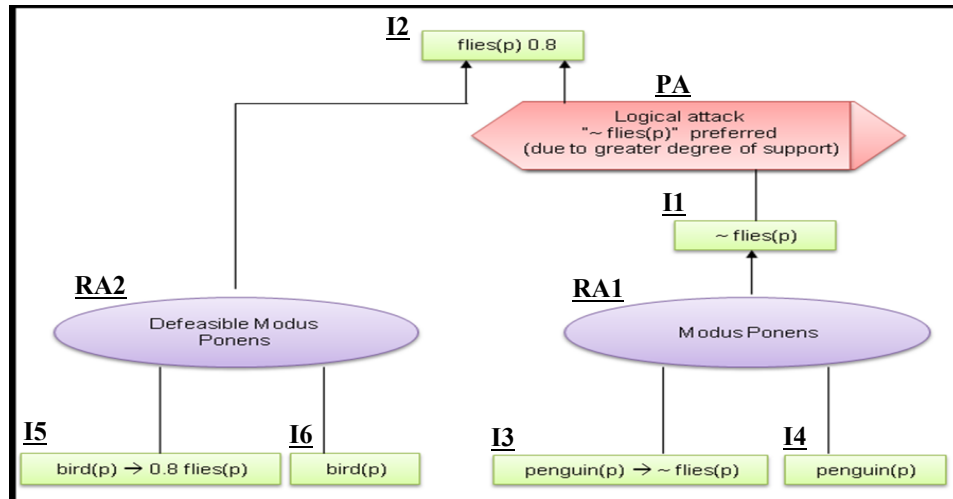 I2
flies(p) 0.8
PA
Logical attack
"~ flies(p)" preferred
(due to greater degree of support)
I1
~ flies(p)
RA2
Defeasible Modus
Ponens
RA1
Modus Ponens
I5
bird(p) → 0.8 flies(p)
I6
bird(p)
I3
penguin(p) → ~ flies(p)
I4
penguin(p)